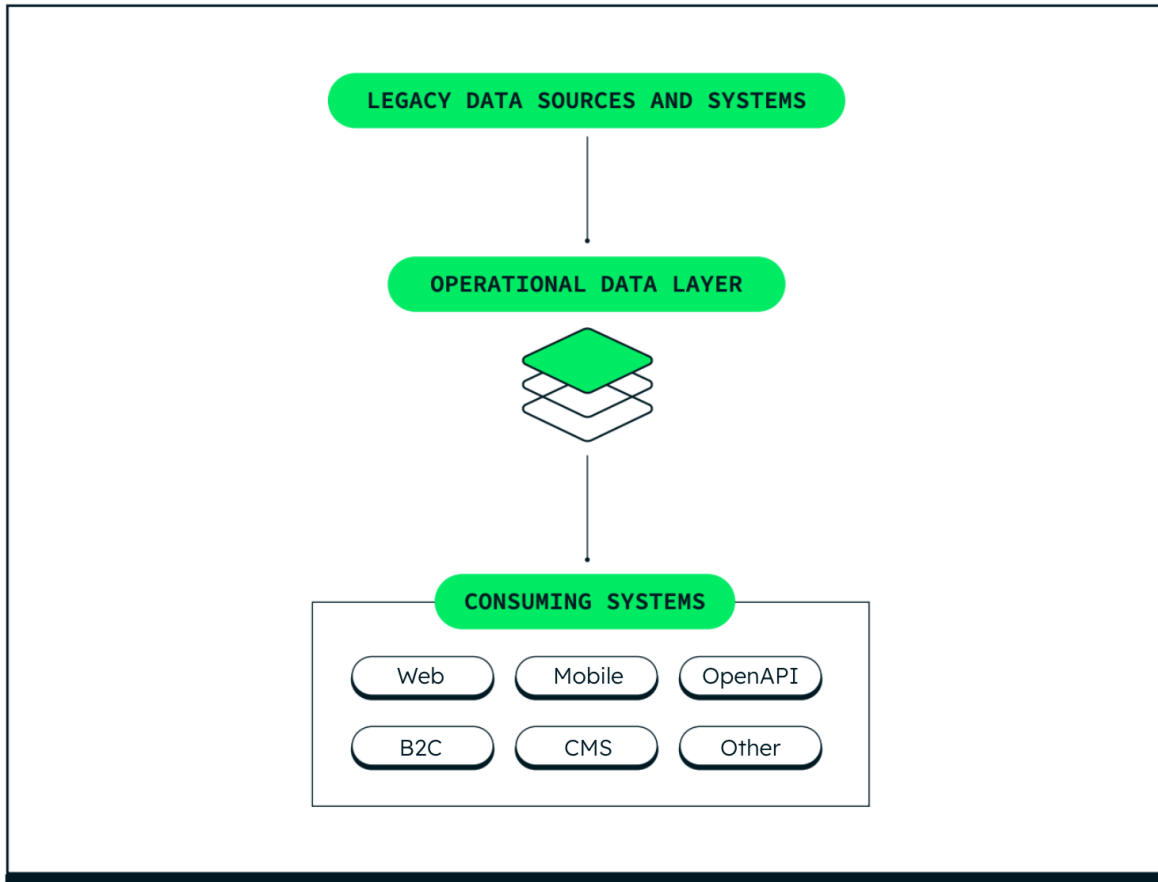 LEGACY DATA SOURCES AND SYSTEMS
OPERATIONAL DATA LAYER
CONSUMING SYSTEMS
Web
Mobile
OpenAPI
B2C
CMS
Other